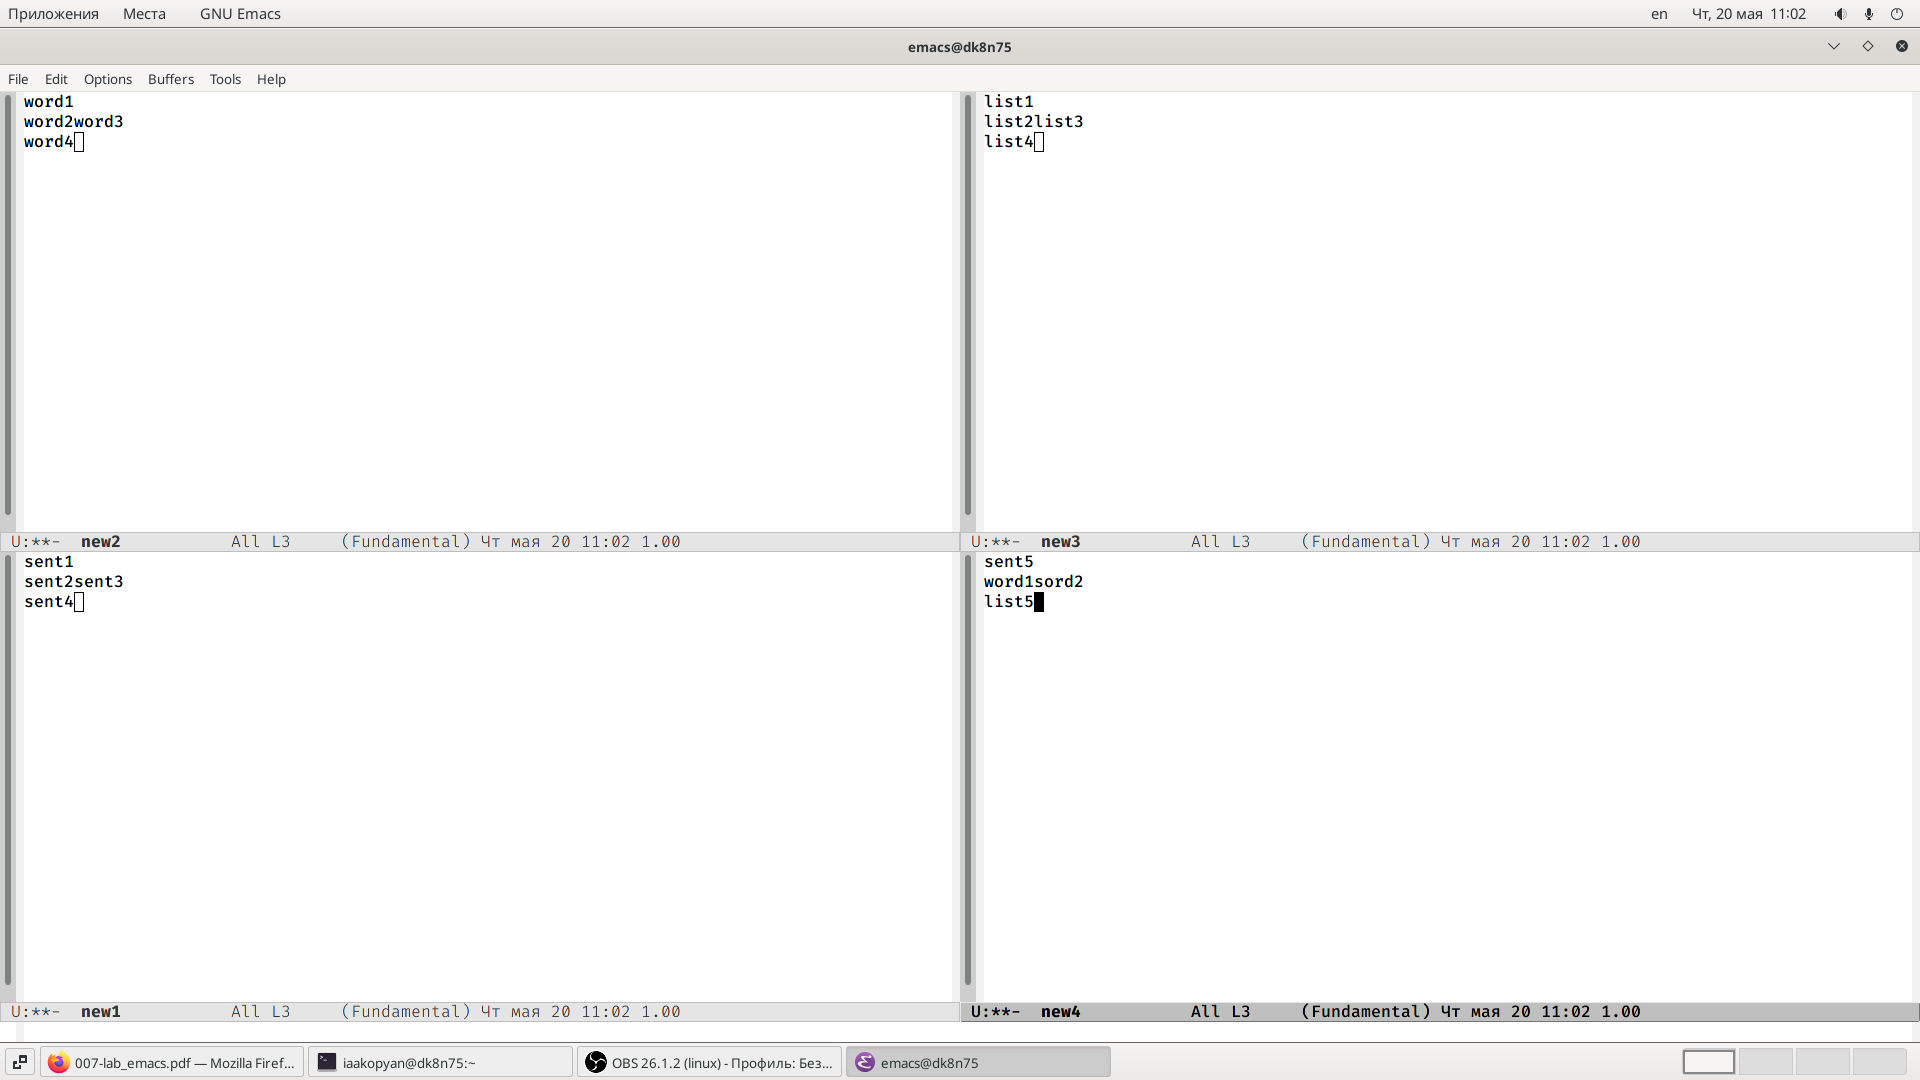 Приложения Места GNU Emacs en Чт, 20 мая 11:02
emacs@dk8n75
File Edit Options Buffers Tools Help
word1
word2word3
word4
U:**- new2 All L3 (Fundamental) Чт мая 20 11:02 1.00
list1
list2list3
list4
U:**- new3 All L3 (Fundamental) Чт мая 20 11:02 1.00
sent1
sent2sent3
sent4
U:**- new1 All L3 (Fundamental) Чт мая 20 11:02 1.00
sent5
word1sord2
list5
U:**- new4 All L3 (Fundamental) Чт мая 20 11:02 1.00
007-lab_emacs.pdf — Mozilla Firef... iaakopyan@dk8n75:~ OBS 26.1.2 (linux) - Профиль: Без... emacs@dk8n75